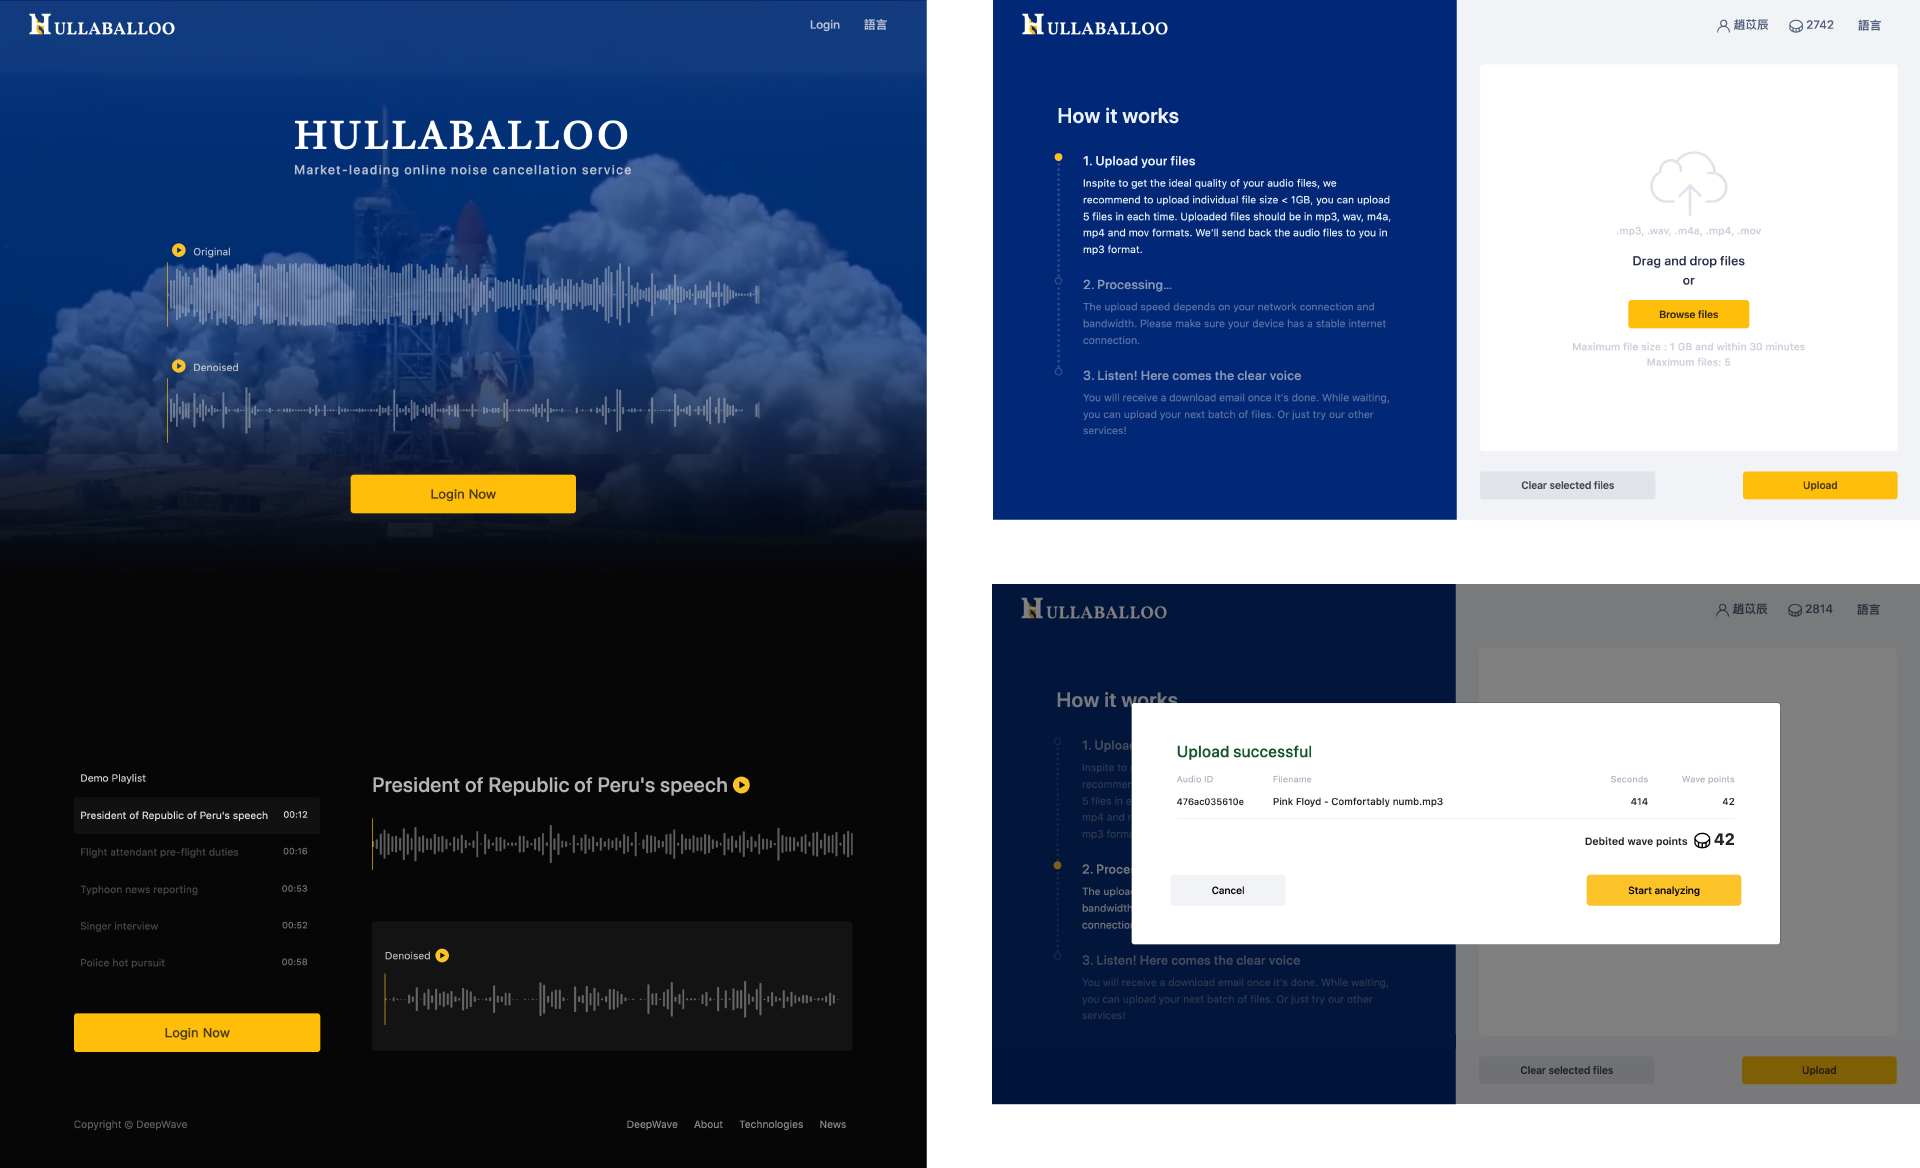 HULLABALLOO
Login 語言
HULLABALLOO
Market-leading online noise cancellation service
Original
Denoised
Login Now
Demo Playlist
President of Republic of Peru's speech 00:12
Flight attendant pre-flight duties 00:16
Typhoon news reporting 00:53
Singer interview 00:52
Police hot pursuit 00:58
Login Now
President of Republic of Peru's speech
Denoised
Copyright © DeepWave
DeepWave About Technologies News
HULLABALLOO
How it works
1. Upload your files
Inspite to get the ideal quality of your audio files, we
recommend to upload individual file size < 1GB, you can upload
5 files in each time. Uploaded files should be in mp3, wav, m4a,
mp4 and mov formats. We'll send back the audio files to you in
mp3 format.
2. Processing...
The upload speed depends on your network connection and
bandwidth. Please make sure your device has a stable internet
connection.
3. Listen! Here comes the clear voice
You will receive a download email once it's done. While waiting,
you can upload your next batch of files. Or just try our other
services!
趙苡辰 2742 語言
.mp3, .wav, .m4a, .mp4, .mov
Drag and drop files
or
Browse files
Maximum file size : 1 GB and within 30 minutes
Maximum files: 5
Clear selected files
Upload
HULLABALLOO
趙苡辰 2814 語言
How it works
1. Uploa
Inspite to
recommen
5 files in e
mp4 and m
mp3 forma
2. Proce
The uploa
bandwidth
connection
3. Listen! Here comes the clear voice
You will receive a download email once it's done. While waiting,
you can upload your next batch of files. Or just try our other
services!
Upload successful
Audio ID Filename Seconds Wave points
476ac035610e Pink Floyd - Comfortably numb.mp3 414 42
Debited wave points 42
Cancel
Start analyzing
Clear selected files
Upload